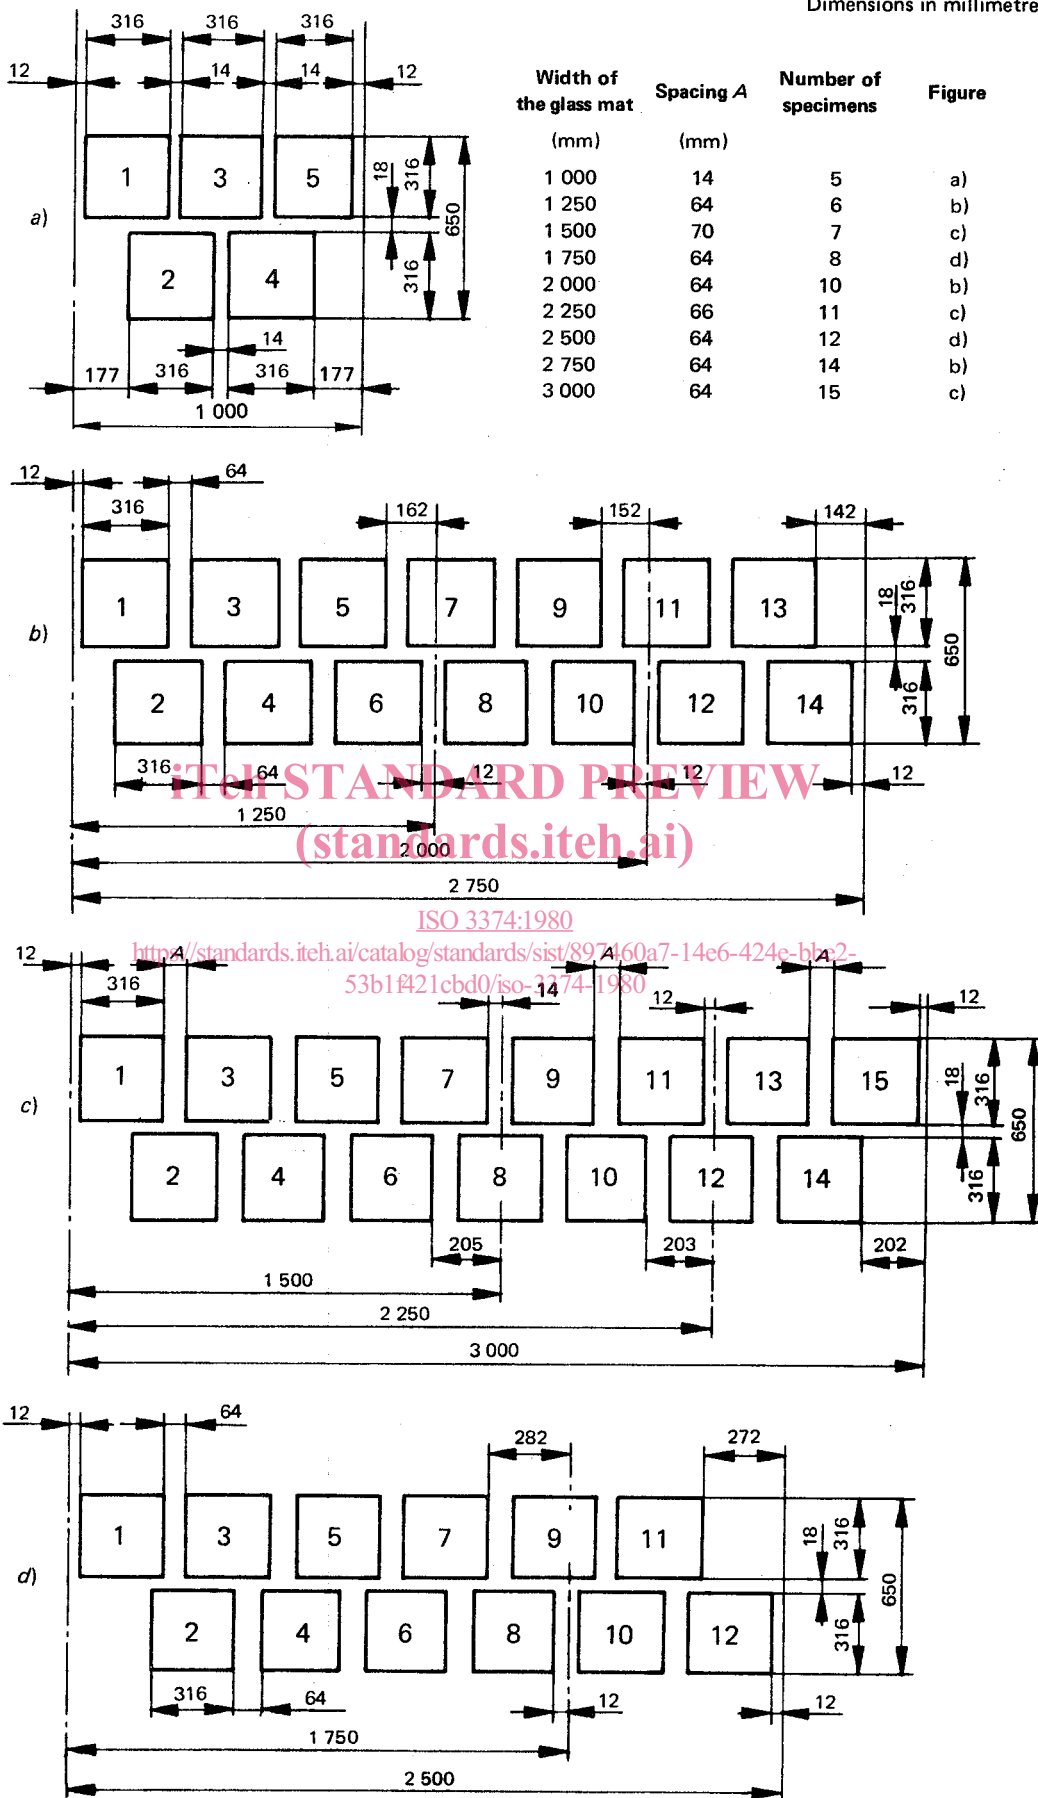 Dimensions in millimetre
316 316 316
12 14 14 12
Width of the glass mat Spacing A Number of specimens Figure
(mm) (mm)
1 000 14 5 a)
1 250 64 6 b)
1 500 70 7 c)
1 750 64 8 d)
2 000 64 10 b)
2 250 66 11 c)
2 500 64 12 d)
2 750 64 14 b)
3 000 64 15 c)
1 3 5
18 316
650
a)
2 4
316
14
177 316 316 177
1 000
12 64
316 162 152 142
1 3 5 7 9 11 13
18 316
b)
650
2 4 6 8 10 12 14
316
316 64 12 12 12
iTeh STANDARD PREVIEW
1 250
(standards.iteh.ai)
2 000
2 750
ISO 3374:1980
https://standards.iteh.ai/catalog/standards/sist/897460a7-14e6-424e-bbe2-
53b1f421cbd0/iso-3374-1980
12 A A A
316 14 12 12
1 3 5 7 9 11 13 15
18 316
c)
650
2 4 6 8 10 12 14
316
205 203 202
1 500
2 250
3 000
12 64
282 272
1 3 5 7 9 11
18 316
d)
650
2 4 6 8 10 12
316
316 64 12 12
1 750
2 500